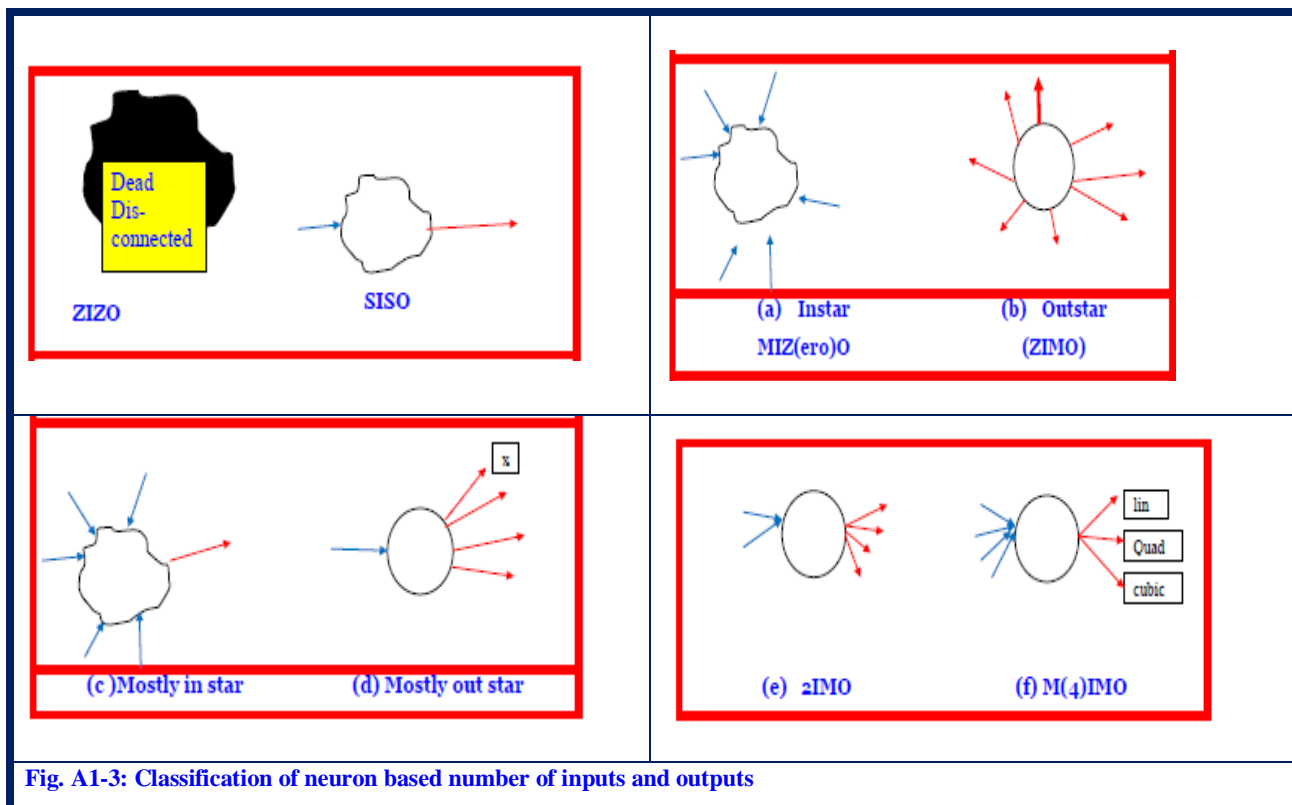 Dead
Dis-
connected
ZIZO
SISO
(a) Instar
MIZ(ero)O
(b) Outstar
(ZIMO)
x
(c )Mostly in star
(d) Mostly out star
lin
Quad
cubic
(e) 2IMO
(f) M(4)IMO
Fig. A1-3: Classification of neuron based number of inputs and outputs